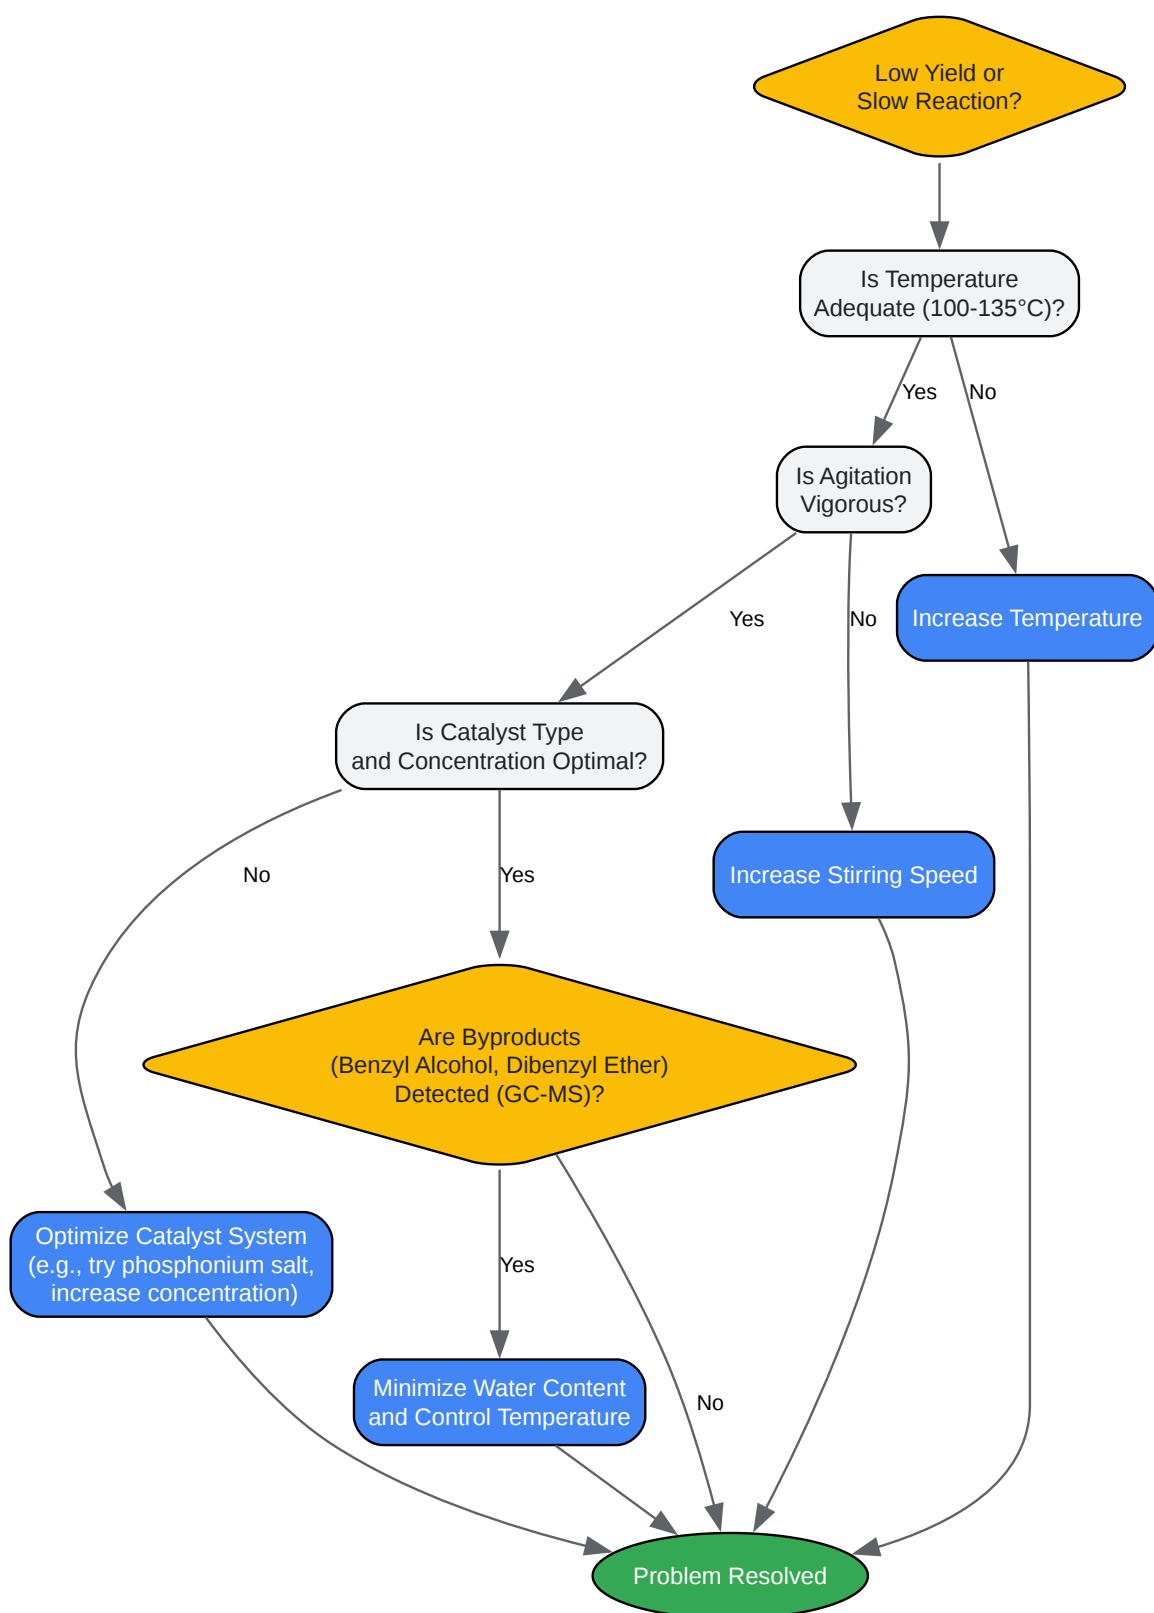 Low Yield or
Slow Reaction?
Is Temperature
Adequate (100-135°C)?
Yes
No
Is Agitation
Vigorous?
Increase Temperature
Yes
No
Is Catalyst Type
and Concentration Optimal?
Increase Stirring Speed
No
Yes
Are Byproducts
(Benzyl Alcohol, Dibenzyl Ether)
Detected (GC-MS)?
Optimize Catalyst System
(e.g., try phosphonium salt,
increase concentration)
Yes
Minimize Water Content
and Control Temperature
No
Problem Resolved